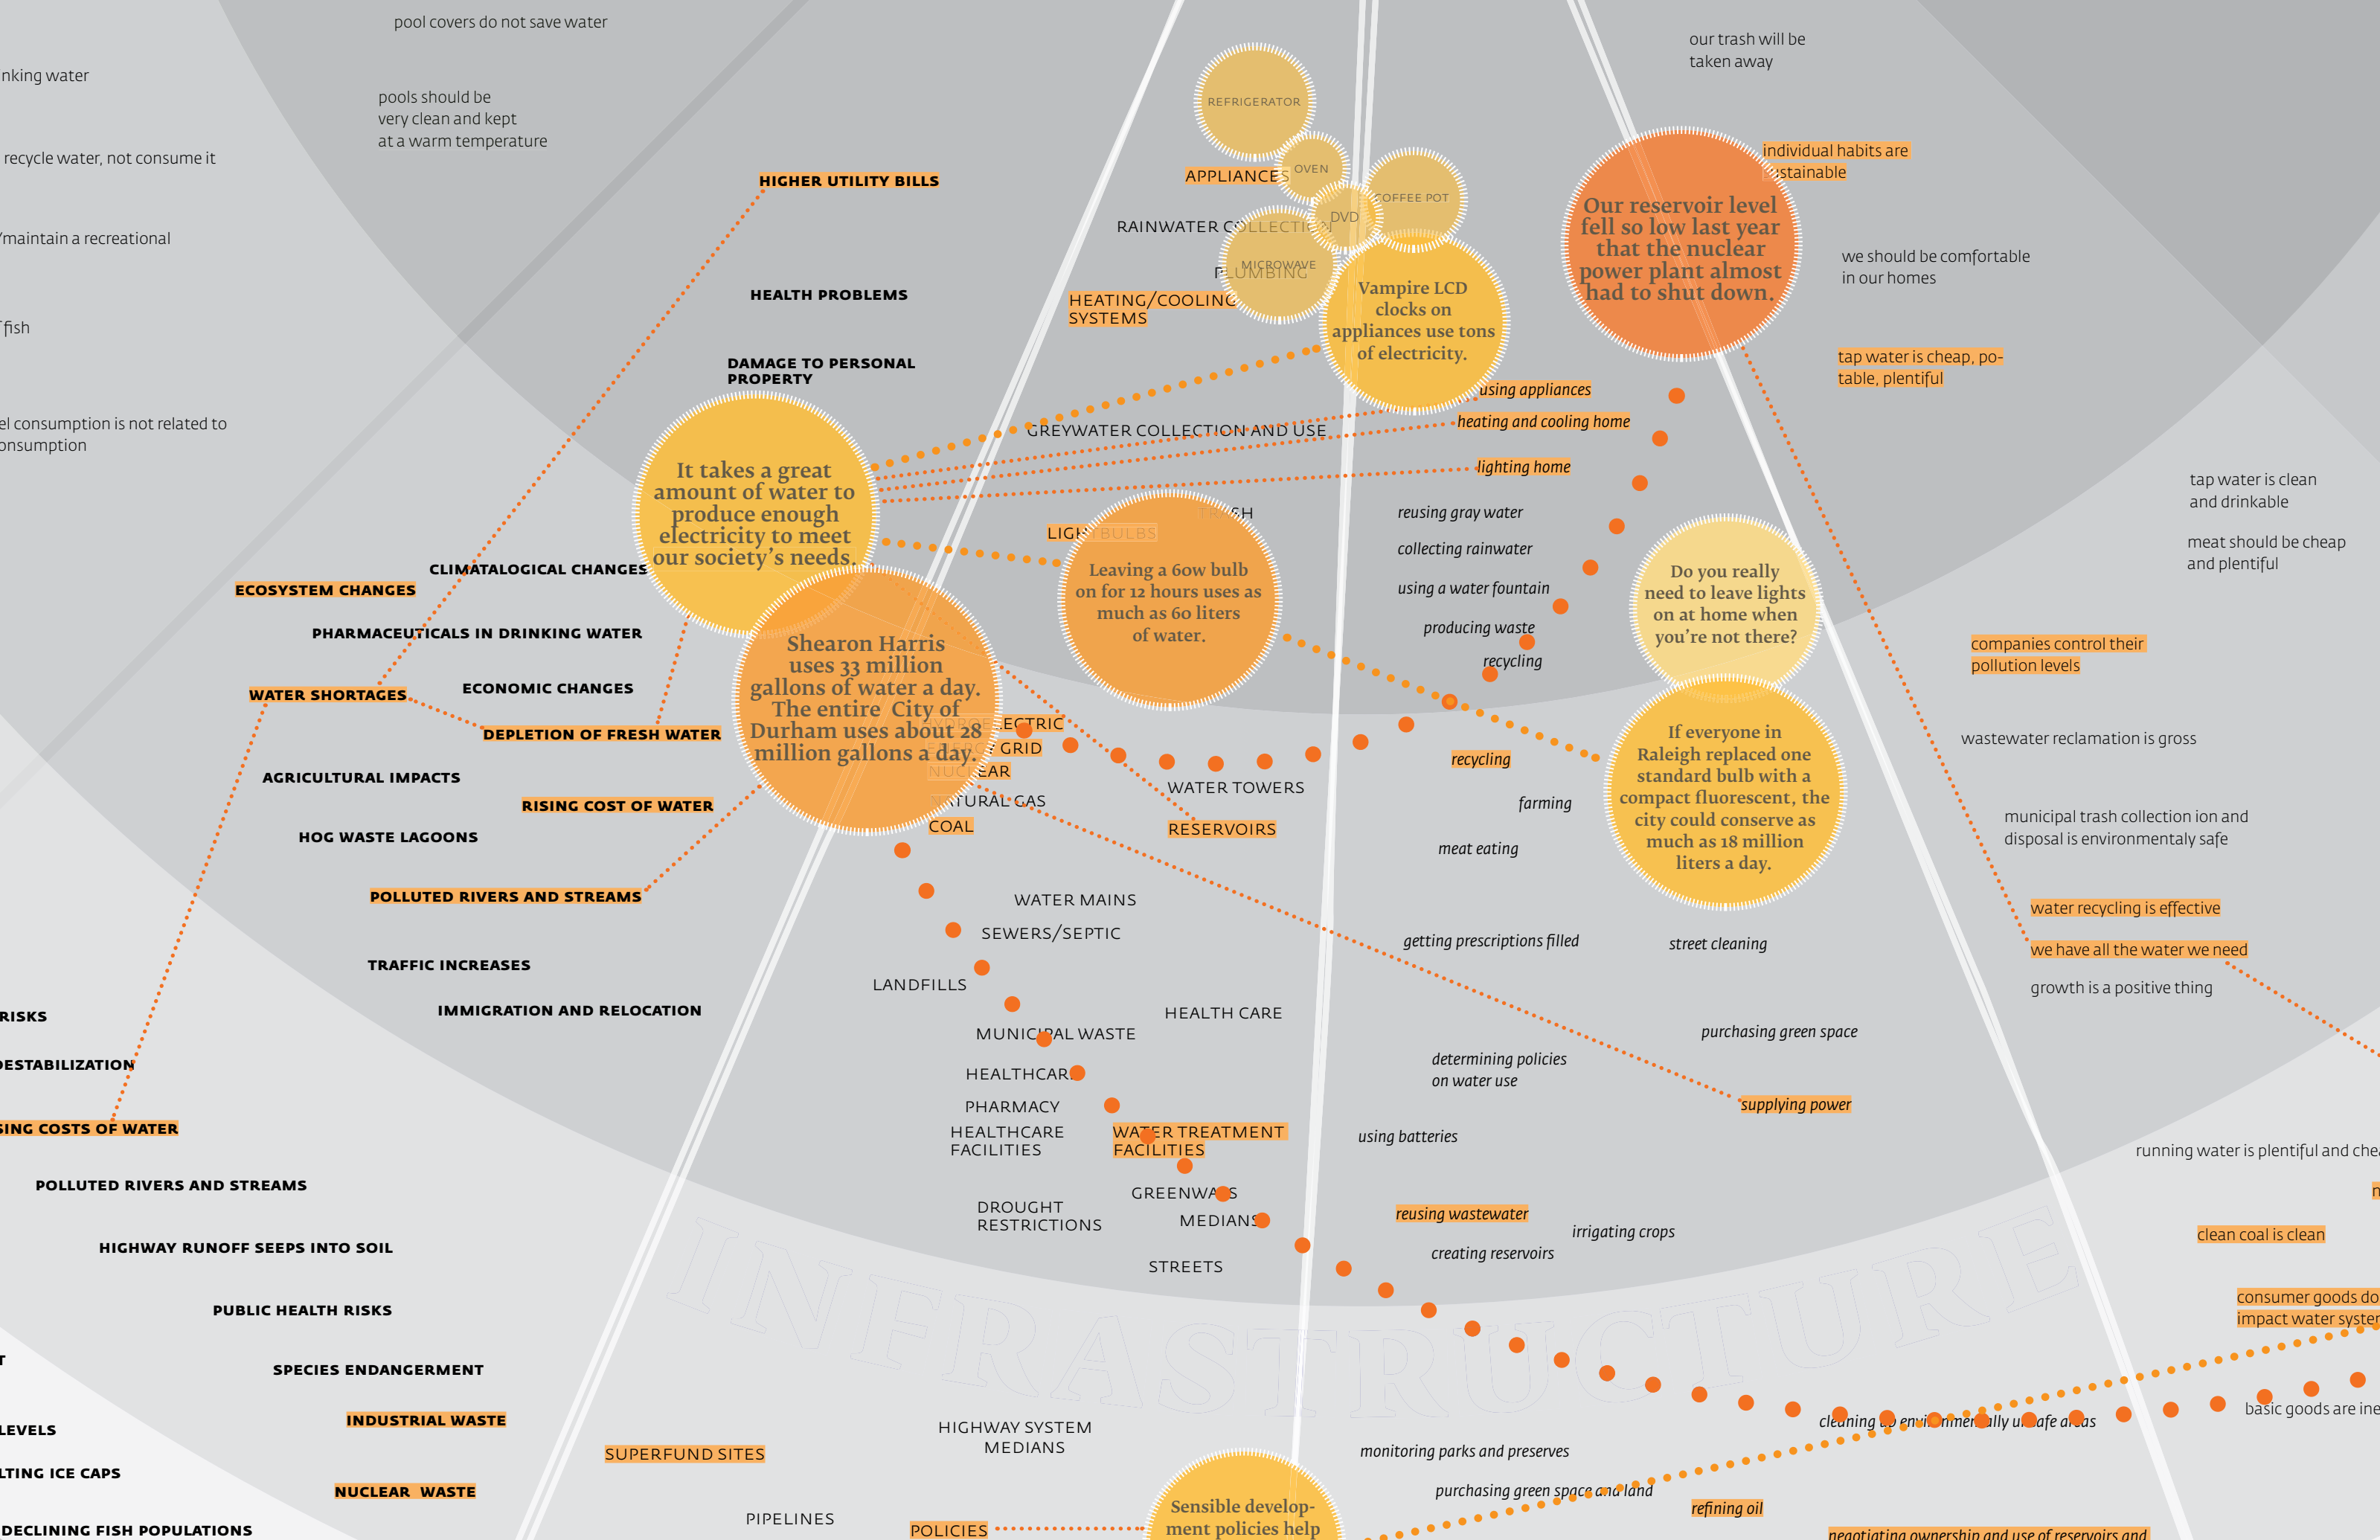 pool covers do not save water
nking water
pools should be
very clean and kept
at a warm temperature
recycle water, not consume it
/maintain a recreational
fish
el consumption is not related to
onsumption
HIGHER UTILITY BILLS
HEALTH PROBLEMS
DAMAGE TO PERSONAL
PROPERTY
It takes a great
amount of water to
produce enough
electricity to meet
our society's needs.
CLIMATALOGICAL CHANGES
ECOSYSTEM CHANGES
PHARMACEUTICALS IN DRINKING WATER
ECONOMIC CHANGES
WATER SHORTAGES
DEPLETION OF FRESH WATER
AGRICULTURAL IMPACTS
RISING COST OF WATER
HOG WASTE LAGOONS
POLLUTED RIVERS AND STREAMS
TRAFFIC INCREASES
IMMIGRATION AND RELOCATION
RISKS
DESTABILIZATION
SING COSTS OF WATER
POLLUTED RIVERS AND STREAMS
HIGHWAY RUNOFF SEEPS INTO SOIL
PUBLIC HEALTH RISKS
T
SPECIES ENDANGERMENT
INDUSTRIAL WASTE
LEVELS
LTING ICE CAPS
NUCLEAR WASTE
DECLINING FISH POPULATIONS
Shearon Harris
uses 33 million
gallons of water a day.
The entire City of
Durham uses about 28
million gallons a day.
REFRIGERATOR
OVEN
APPLIANCES
COFFEE POT
DVD
RAINWATER COLLECTION
MICROWAVE
PLUMBING
HEATING/COOLING
SYSTEMS
Vampire LCD
clocks on
appliances use tons
of electricity.
GREYWATER COLLECTION AND USE
TRASH
LIGHTBULBS
Leaving a 60w bulb
on for 12 hours uses as
much as 60 liters
of water.
HYDROELECTRIC
ENERGY GRID
NUCLEAR
NATURAL GAS
COAL
WATER TOWERS
RESERVOIRS
WATER MAINS
SEWERS/SEPTIC
LANDFILLS
HEALTH CARE
MUNICIPAL WASTE
HEALTHCARE
PHARMACY
HEALTHCARE
FACILITIES
WATER TREATMENT
FACILITIES
GREENWAYS
DROUGHT
RESTRICTIONS
MEDIANS
STREETS
INFRASTRUCTURE
HIGHWAY SYSTEM
MEDIANS
SUPERFUND SITES
PIPELINES
POLICIES
Sensible develop-
ment policies help
using appliances
heating and cooling home
lighting home
reusing gray water
collecting rainwater
using a water fountain
producing waste
recycling
recycling
farming
meat eating
getting prescriptions filled
street cleaning
purchasing green space
determining policies
on water use
supplying power
using batteries
reusing wastewater
irrigating crops
creating reservoirs
cleaning up environmentally unsafe areas
monitoring parks and preserves
purchasing green space and land
refining oil
negotiating ownership and use of reservoirs and
our trash will be
taken away
Our reservoir level
fell so low last year
that the nuclear
power plant almost
had to shut down.
individual habits are
sustainable
we should be comfortable
in our homes
tap water is cheap, po-
table, plentiful
tap water is clean
and drinkable
meat should be cheap
and plentiful
Do you really
need to leave lights
on at home when
you're not there?
If everyone in
Raleigh replaced one
standard bulb with a
compact fluorescent, the
city could conserve as
much as 18 million
liters a day.
companies control their
pollution levels
wastewater reclamation is gross
municipal trash collection ion and
disposal is environmentaly safe
water recycling is effective
we have all the water we need
growth is a positive thing
running water is plentiful and chea
n
clean coal is clean
consumer goods do
impact water system
basic goods are ine